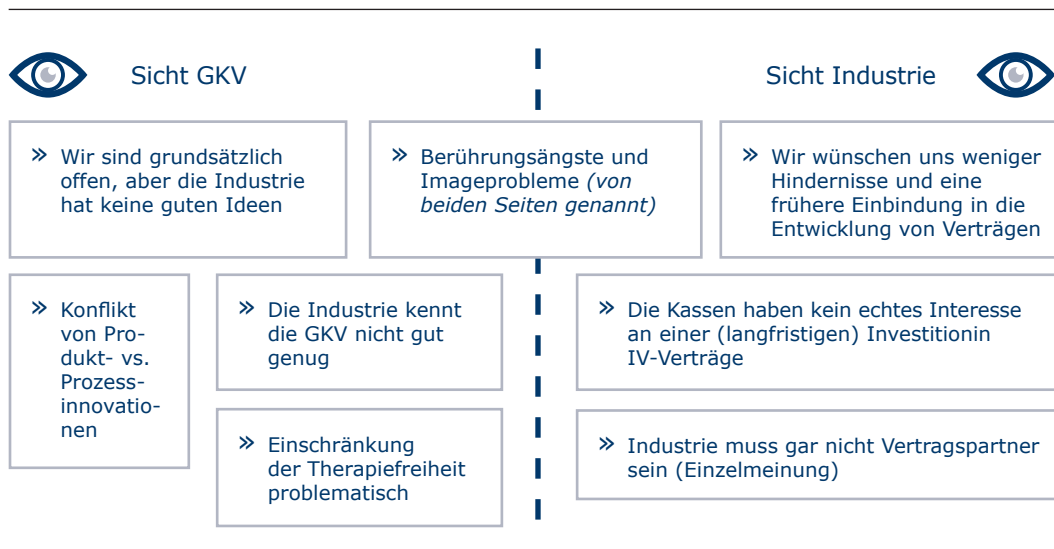 Sicht GKV
Sicht Industrie
» Wir sind grundsätzlich
offen, aber die Industrie
hat keine guten Ideen
» Berührungsängste und
Imageprobleme (von
beiden Seiten genannt)
» Wir wünschen uns weniger
Hindernisse und eine
frühere Einbindung in die
Entwicklung von Verträgen
» Konflikt
von Pro-
dukt- vs.
Prozess-
innovatio-
nen
» Die Industrie kennt
die GKV nicht gut
genug
» Einschränkung
der Therapiefreiheit
problematisch
» Die Kassen haben kein echtes Interesse
an einer (langfristigen) Investitionin
IV-Verträge
» Industrie muss gar nicht Vertragspartner
sein (Einzelmeinung)